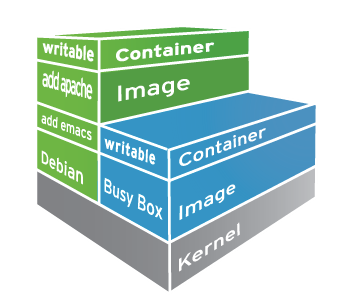 writable
Container
add apache
Image
add emacs
Debian
writable
Container
Busy Box
Image
Kernel